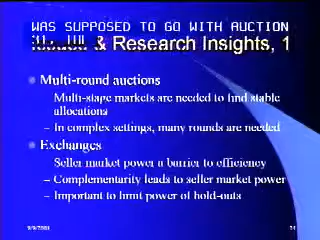 WAS SUPPOSED TO GO WITH AUCTION
& Research Insights, 1
Multi-round auctions
Multi-stage markets are needed to find stable
allocations
– In complex settings, many rounds are needed
Exchanges
Seller market power a barrier to efficiency
– Complementarity leads to seller market power
– Important to limit power of hold-outs